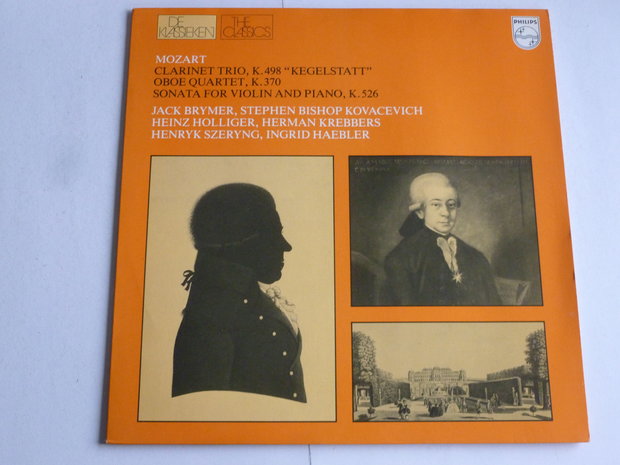 DE KLASSIEKEN
THE CLASSICS
PHILIPS
MOZART
CLARINET TRIO, K.498 “KEGELSTATT”
OBOE QUARTET, K.370
SONATA FOR VIOLIN AND PIANO, K.526
JACK BRYMER, STEPHEN BISHOP KOVACEVICH
HEINZ HOLLIGER, HERMAN KREBBERS
HENRYK SZERYNG, INGRID HAEBLER